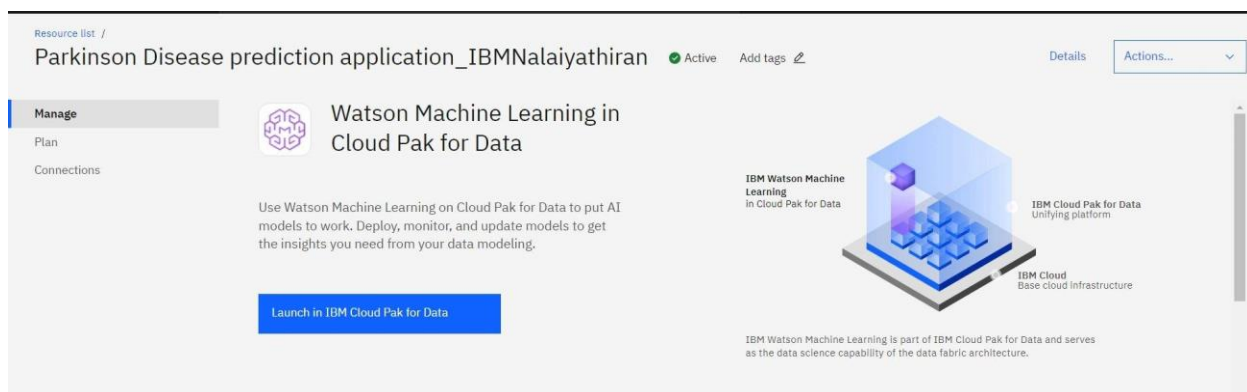 Resource list /
Parkinson Disease prediction application_IBMNalaiyathiran
Active
Add tags
Details
Actions...
Manage
Plan
Connections
Watson Machine Learning in
Cloud Pak for Data
Use Watson Machine Learning on Cloud Pak for Data to put AI
models to work. Deploy, monitor, and update models to get
the insights you need from your data modeling.
Launch in IBM Cloud Pak for Data
IBM Watson Machine
Learning
in Cloud Pak for Data
IBM Cloud Pak for Data
Unifying platform
IBM Cloud
Base cloud infrastructure
IBM Watson Machine Learning is part of IBM Cloud Pak for Data and serves
as the data science capability of the data fabric architecture.